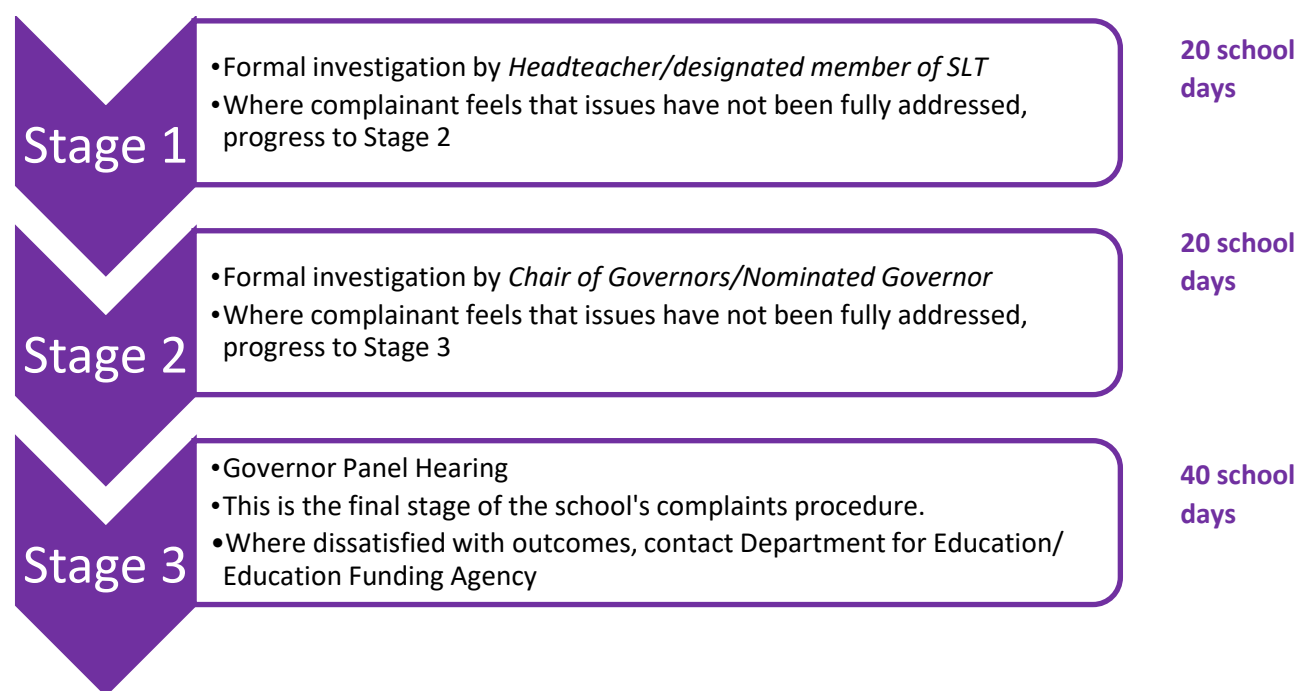 Stage 1
•Formal investigation by Headteacher/designated member of SLT
•Where complainant feels that issues have not been fully addressed,
progress to Stage 2
20 school
days
Stage 2
•Formal investigation by Chair of Governors/Nominated Governor
•Where complainant feels that issues have not been fully addressed,
progress to Stage 3
20 school
days
Stage 3
•Governor Panel Hearing
•This is the final stage of the school's complaints procedure.
•Where dissatisfied with outcomes, contact Department for Education/
Education Funding Agency
40 school
days